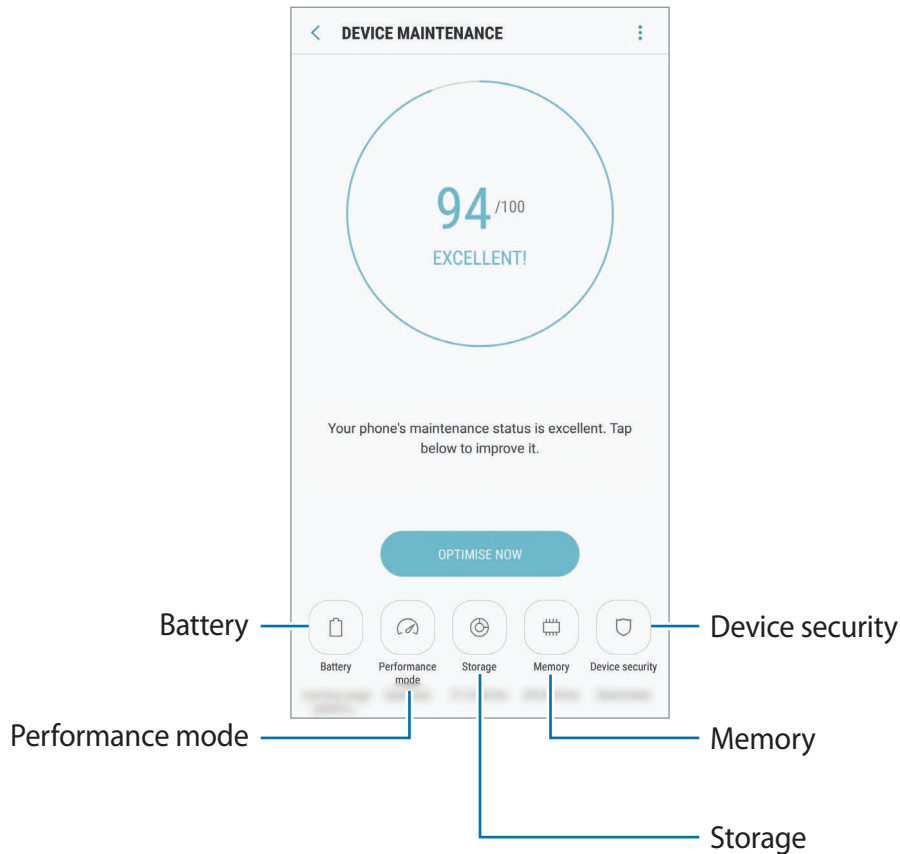 DEVICE MAINTENANCE
94 /100
EXCELLENT!
Your phone's maintenance status is excellent. Tap
below to improve it.
OPTIMISE NOW
Battery
Device security
Battery
Performance
mode
Storage
Memory
Device security
Performance mode
Memory
Storage